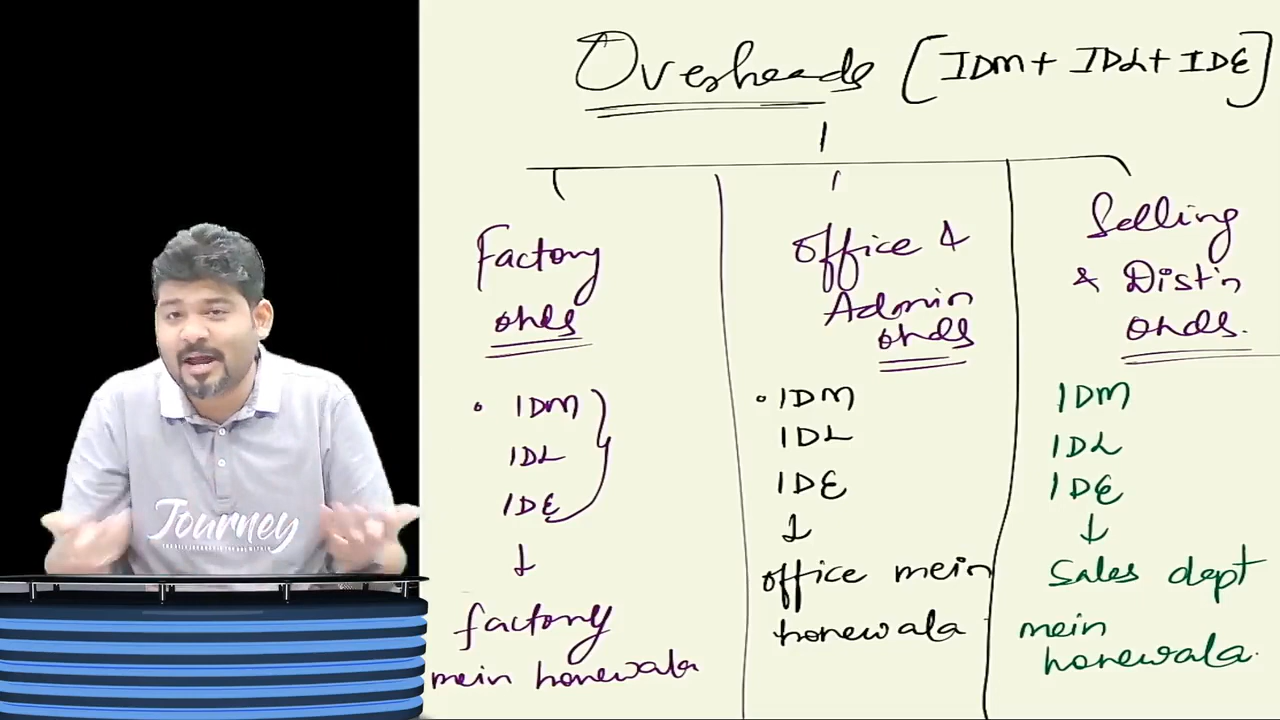 Overheads [IDM + IDL + IDE]
Factory
ohds
• IDM
IDL
IDE
↓
factory
mein honewala
Office &
Admin
ohds
• IDM
IDL
IDE
↓
office mein
honewala
Selling
& Dist'n
ohds.
IDM
IDL
IDE
↓
Sales dept
mein
honewala.
Journey